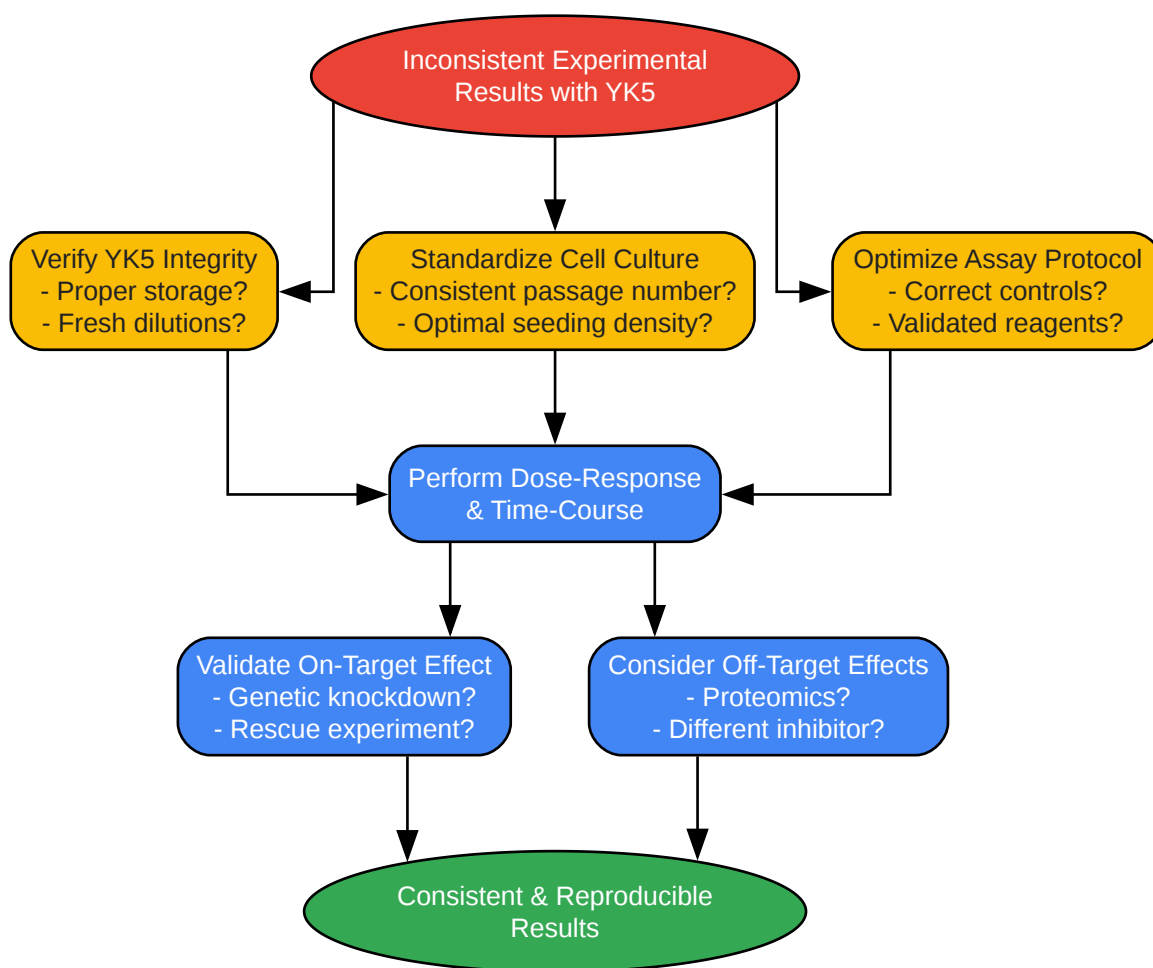 Inconsistent Experimental
Results with YK5
Verify YK5 Integrity
- Proper storage?
- Fresh dilutions?
Standardize Cell Culture
- Consistent passage number?
- Optimal seeding density?
Optimize Assay Protocol
- Correct controls?
- Validated reagents?
Perform Dose-Response
& Time-Course
Validate On-Target Effect
- Genetic knockdown?
- Rescue experiment?
Consider Off-Target Effects
- Proteomics?
- Different inhibitor?
Consistent & Reproducible
Results